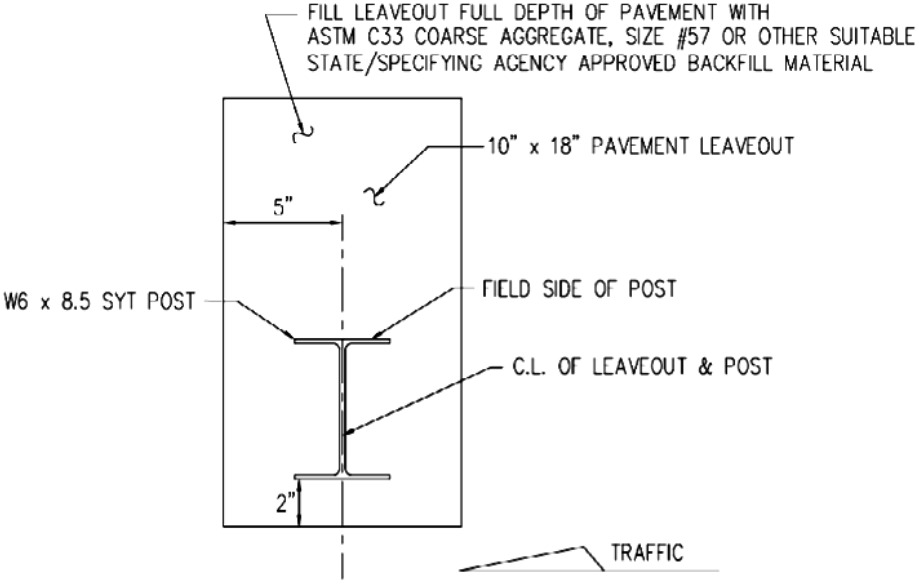 FILL LEAVEOUT FULL DEPTH OF PAVEMENT WITH
ASTM C33 COARSE AGGREGATE, SIZE #57 OR OTHER SUITABLE
STATE/SPECIFYING AGENCY APPROVED BACKFILL MATERIAL
10" x 18" PAVEMENT LEAVEOUT
5"
W6 x 8.5 SYT POST
FIELD SIDE OF POST
C.L. OF LEAVEOUT & POST
2"
TRAFFIC